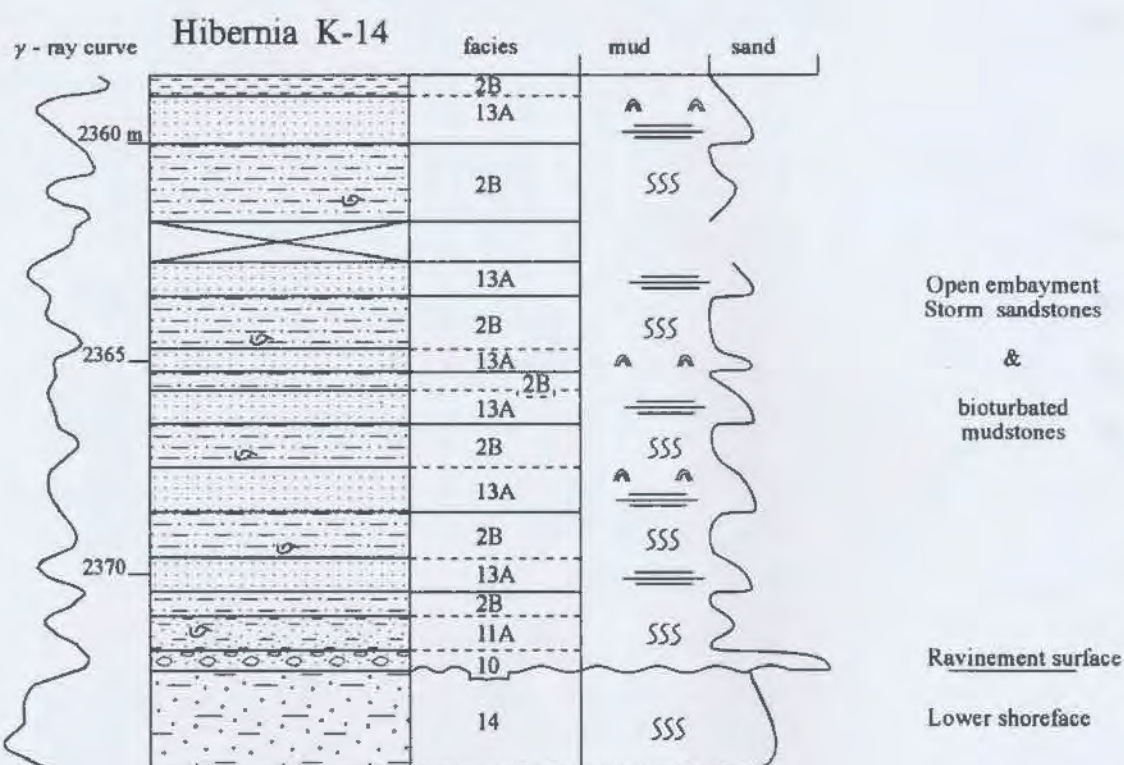 Hibernia K-14
γ - ray curve
facies
mud
sand
2B
13A
2360 m
2B
13A
2B
2365
13A
2B
13A
2B
13A
2B
2370
13A
2B
11A
10
14
Open embayment
Storm sandstones
&
bioturbated
mudstones
Ravinement surface
Lower shoreface